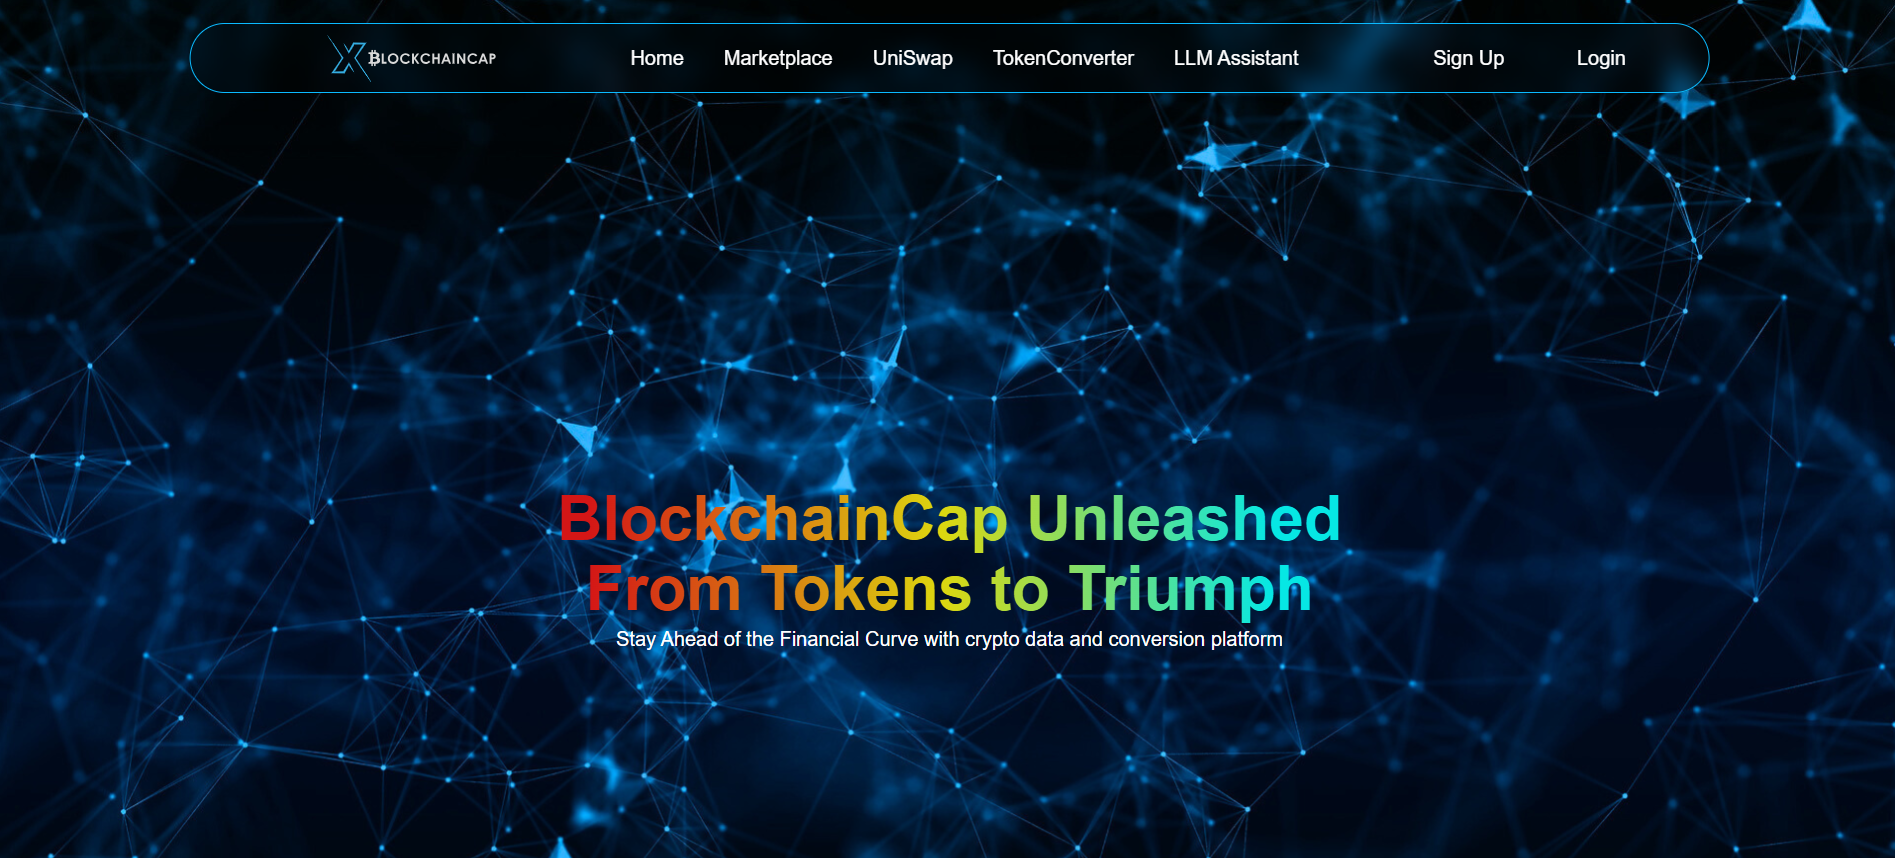 BLOCKCHAINCAP Home Marketplace UniSwap TokenConverter LLM Assistant Sign Up Login
BlockchainCap Unleashed
From Tokens to Triumph
Stay Ahead of the Financial Curve with crypto data and conversion platform